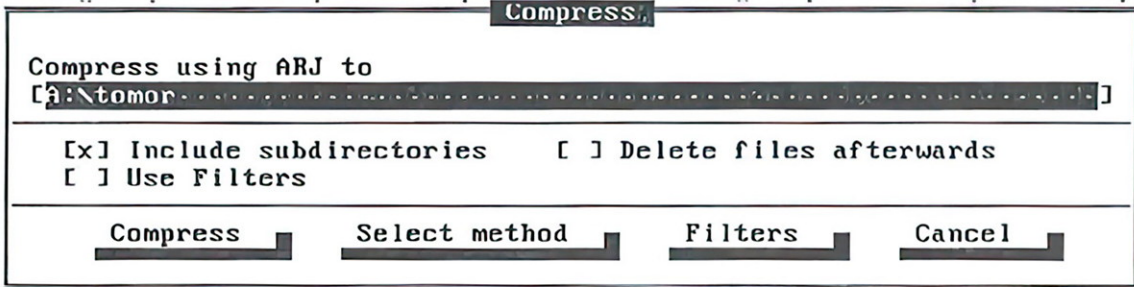 Compress
Compress using ARJ to
[a:\tomor·······································································]
[x] Include subdirectories    [ ] Delete files afterwards
[ ] Use Filters
Compress    Select method    Filters    Cancel